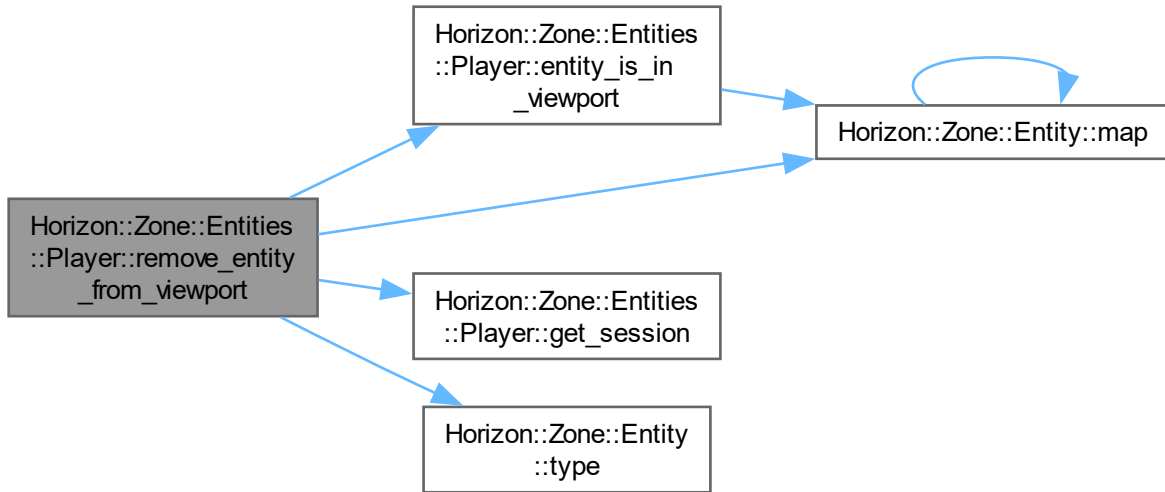 Horizon::Zone::Entities
::Player::remove_entity
_from_viewport
Horizon::Zone::Entities
::Player::entity_is_in
_viewport
Horizon::Zone::Entity::map
Horizon::Zone::Entities
::Player::get_session
Horizon::Zone::Entity
::type